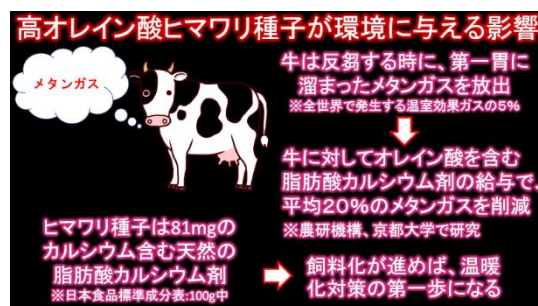 高オレイン酸ヒマワリ種子が環境に与える影響
メタンガス
牛は反芻する時に、第一胃に
溜まったメタンガスを放出
※全世界で発生する温室効果ガスの5%
牛に対してオレイン酸を含む
脂肪酸カルシウム剤の給与で、
平均20%のメタンガスを削減
※農研機構、京都大学で研究
ヒマワリ種子は81mgの
カルシウム含む天然の
脂肪酸カルシウム剤
※日本食品標準成分表:100g中
飼料化が進めば、温暖
化対策の第一歩になる